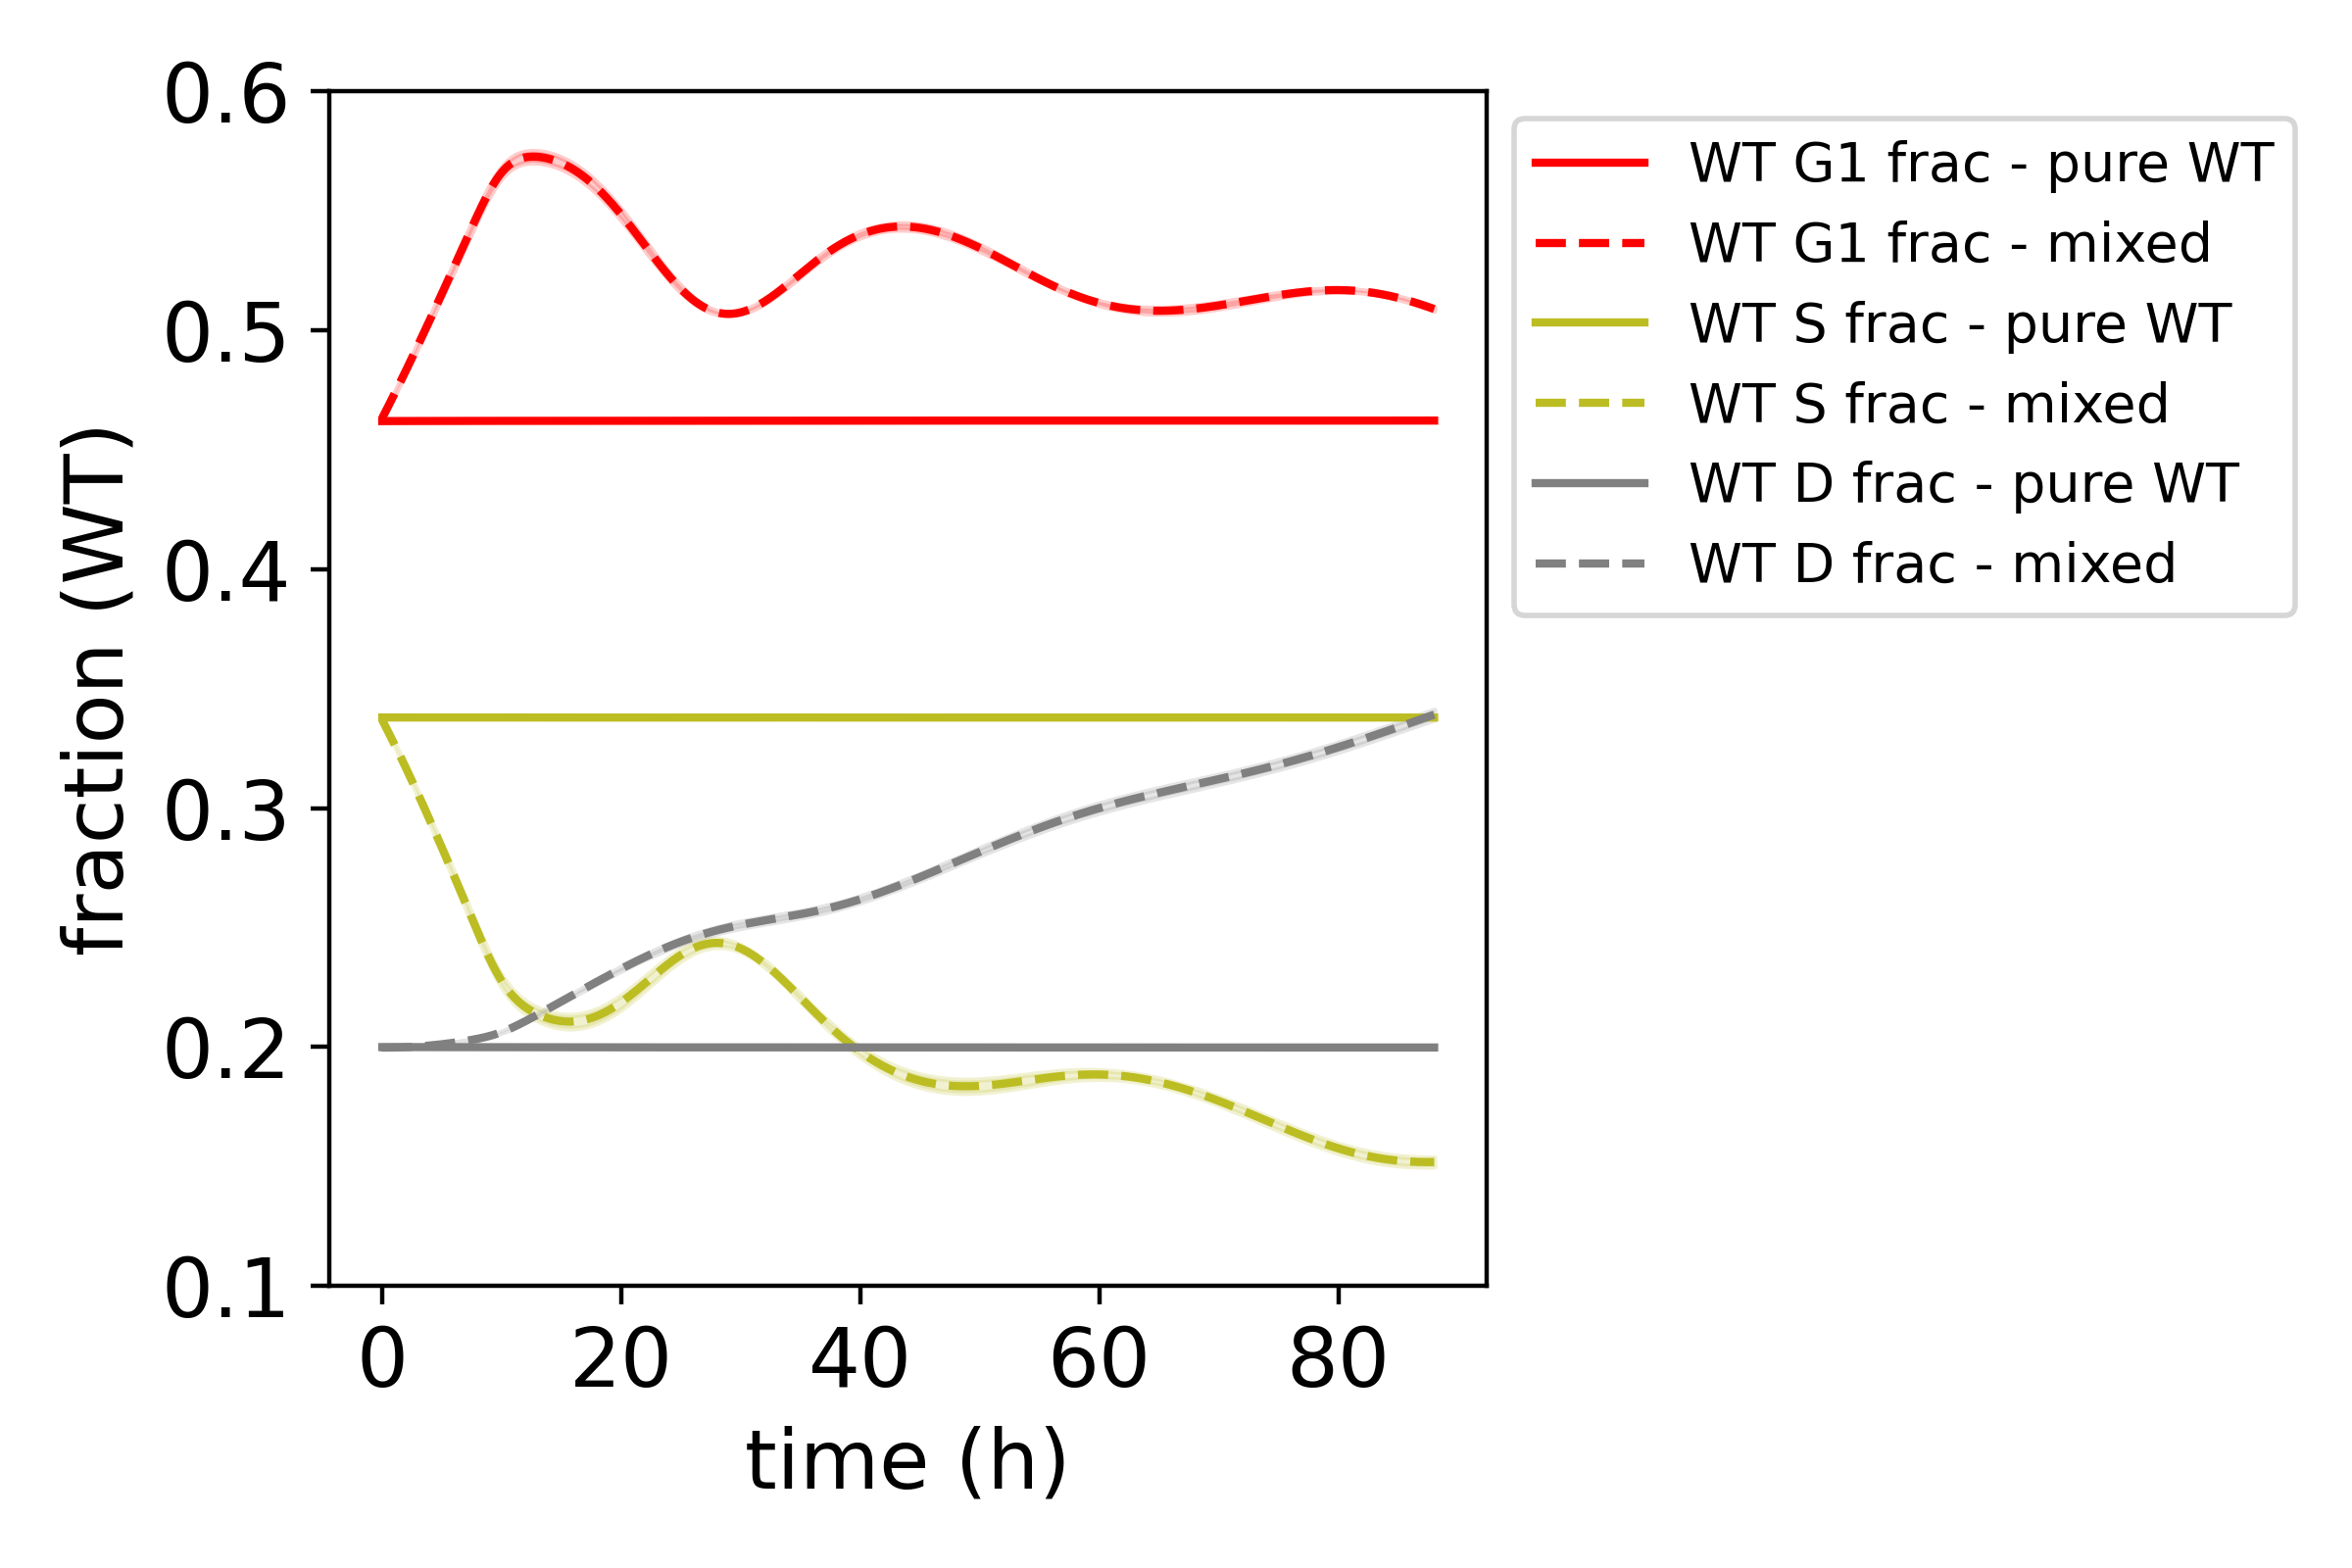 0.6
0.5
0.4
0.3
0.2
0.1
fraction (WT)
0 20 40 60 80
time (h)
WT G1 frac - pure WT
WT G1 frac - mixed
WT S frac - pure WT
WT S frac - mixed
WT D frac - pure WT
WT D frac - mixed